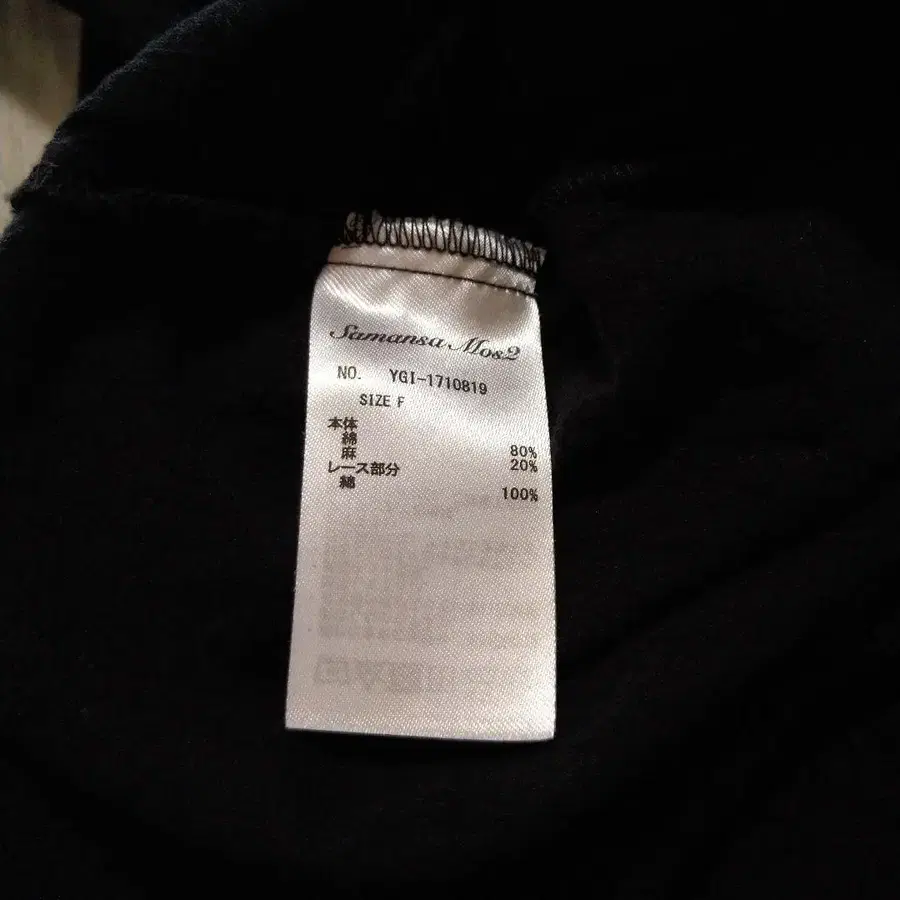 Samansa Mos2
NO. YGI-1710819
SIZE F
本体
綿 80%
麻 20%
レース部分
綿 100%